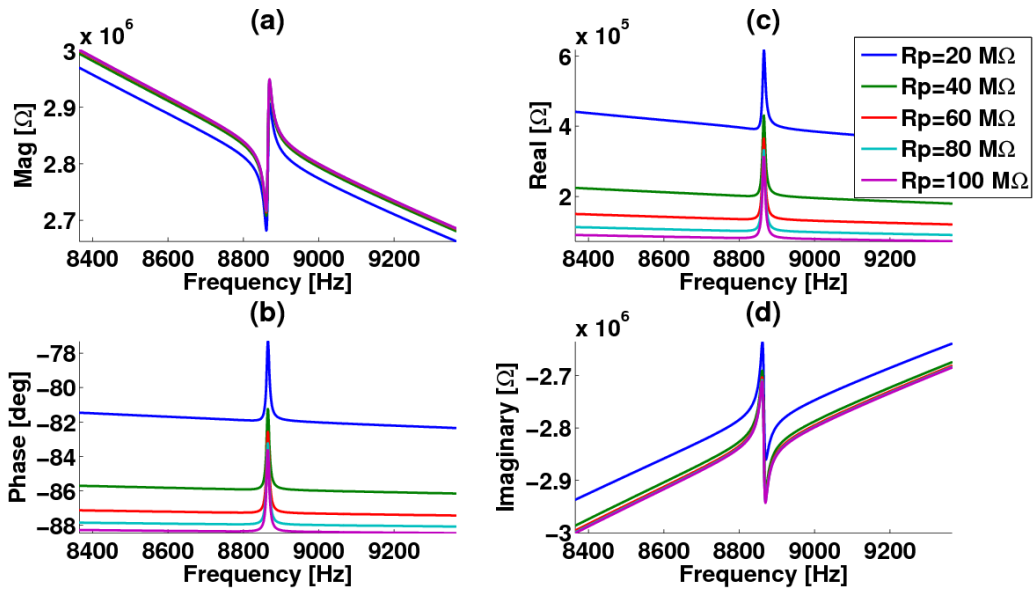 (a)
x 10^6
3
2.9
2.8
2.7
Mag [Ω]
8400 8600 8800 9000 9200
Frequency [Hz]
(c)
x 10^5
6
4
2
Real [Ω]
8400 8600 8800 9000 9200
Frequency [Hz]
Rp=20 MΩ
Rp=40 MΩ
Rp=60 MΩ
Rp=80 MΩ
Rp=100 MΩ
(b)
−78
−80
−82
−84
−86
−88
Phase [deg]
8400 8600 8800 9000 9200
Frequency [Hz]
(d)
x 10^6
−2.7
−2.8
−2.9
−3
Imaginary [Ω]
8400 8600 8800 9000 9200
Frequency [Hz]